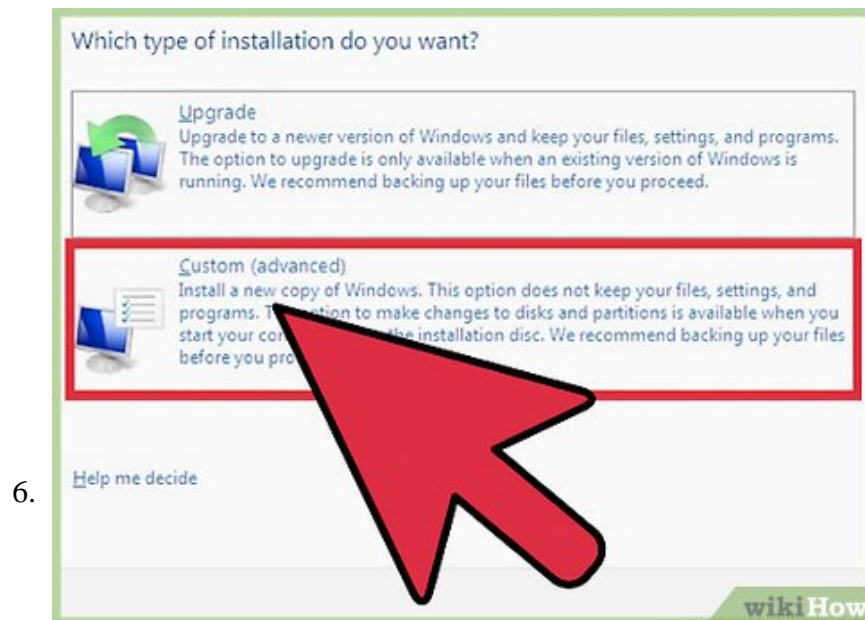 Which type of installation do you want?
Upgrade
Upgrade to a newer version of Windows and keep your files, settings, and programs.
The option to upgrade is only available when an existing version of Windows is
running. We recommend backing up your files before you proceed.
Custom (advanced)
Install a new copy of Windows. This option does not keep your files, settings, and
programs. option to make changes to disks and partitions is available when you
start your the installation disc. We recommend backing up your files
before you
Help me decide
6.
wikiHow